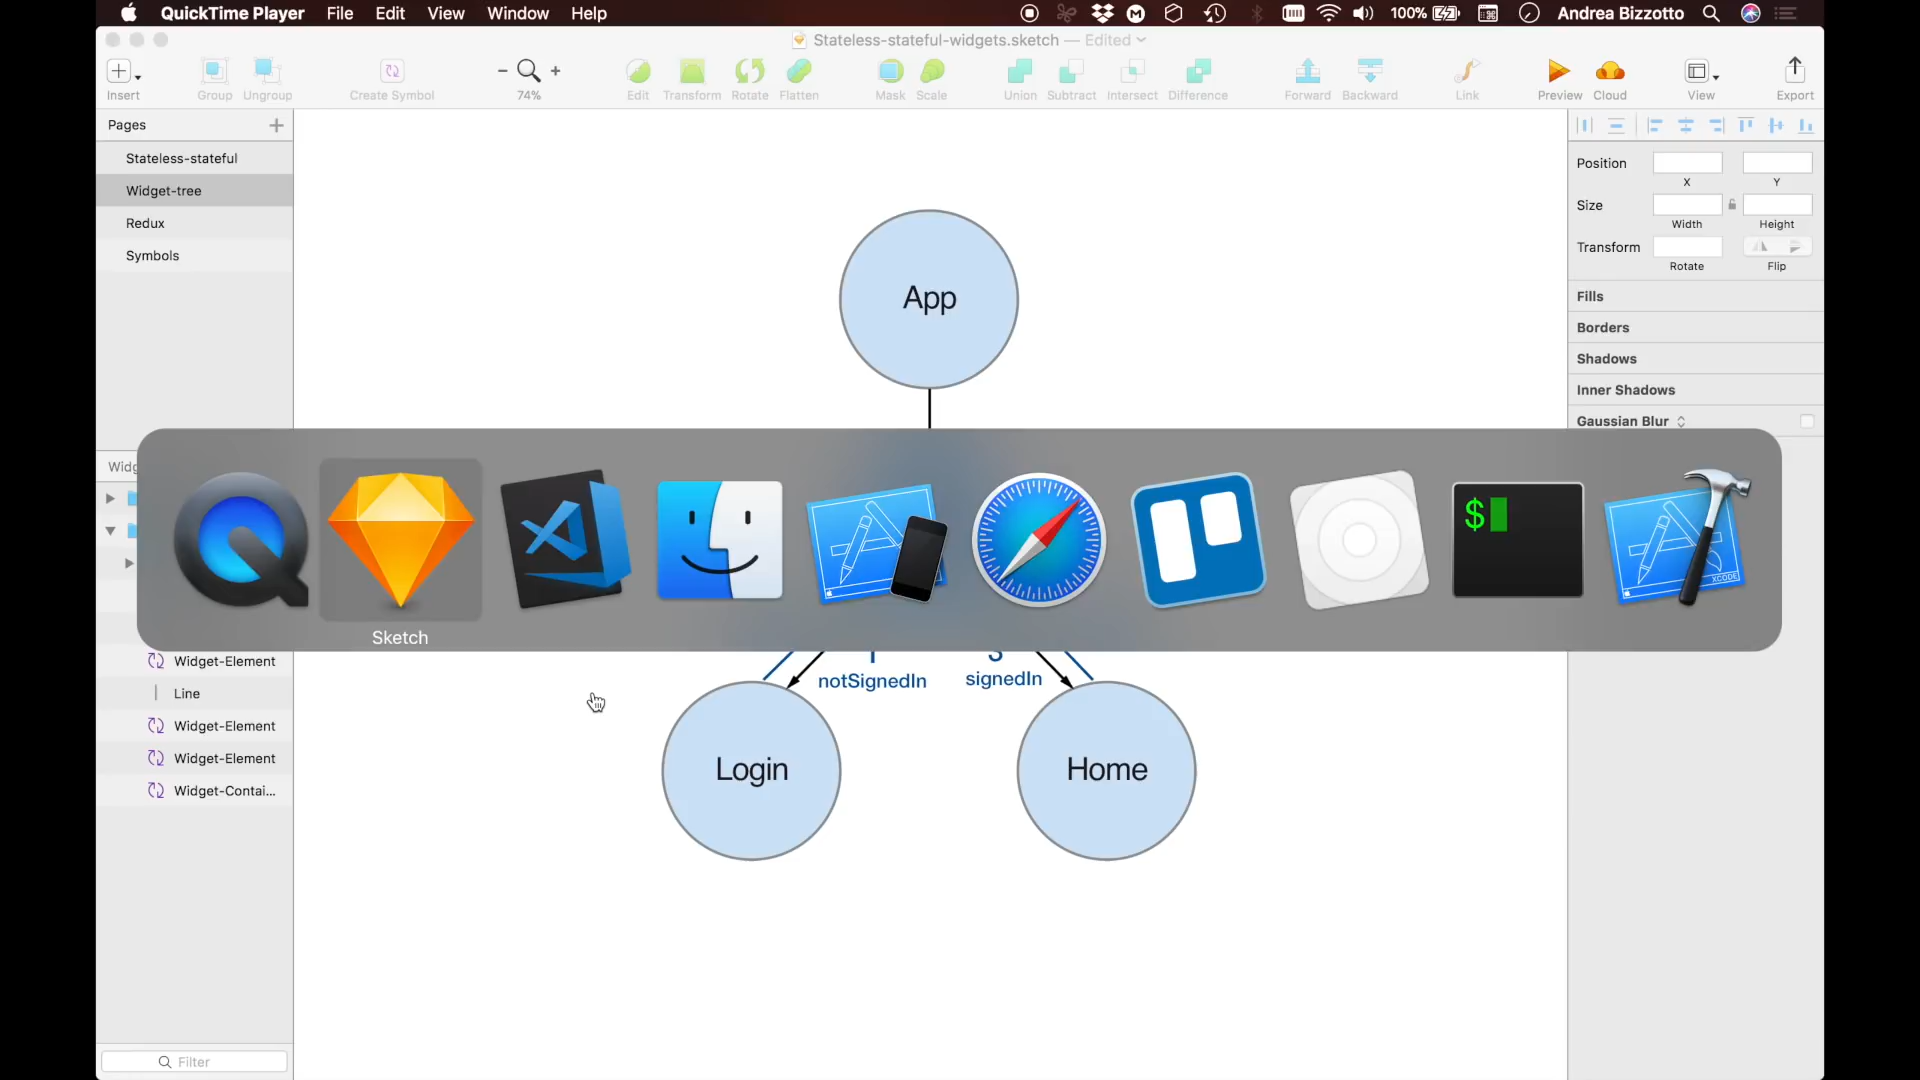 QuickTime Player File Edit View Window Help 100% Andrea Bizzotto
Stateless-stateful-widgets.sketch — Edited
Insert Group Ungroup Create Symbol 74% Edit Transform Rotate Flatten Mask Scale Union Subtract Intersect Difference Forward Backward Link Preview Cloud View Export
Pages
Stateless-stateful
Widget-tree
Redux
Symbols
Position
X Y
Size
Width Height
Transform
Rotate Flip
Fills
Borders
Shadows
Inner Shadows
Gaussian Blur
App
Widg
$
XCODE
Sketch
Widget-Element
Line
Widget-Element
Widget-Element
Widget-Contai...
notSignedIn
signedIn
Login
Home
Filter